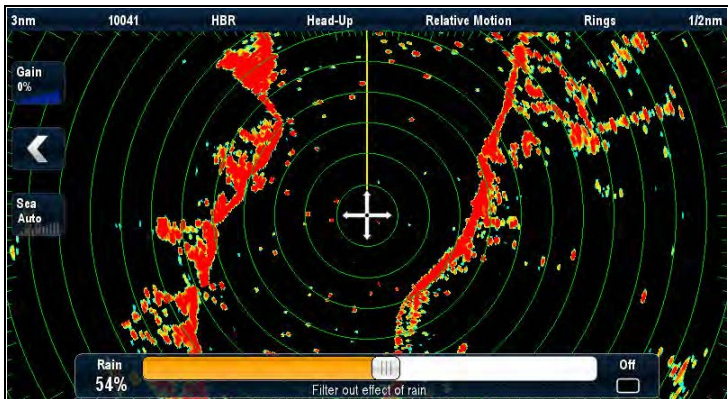 3nm 10041 HBR Head-Up Relative Motion Rings 1/2nm
Gain
0%
Sea
Auto
Rain Off
54%
Filter out effect of rain